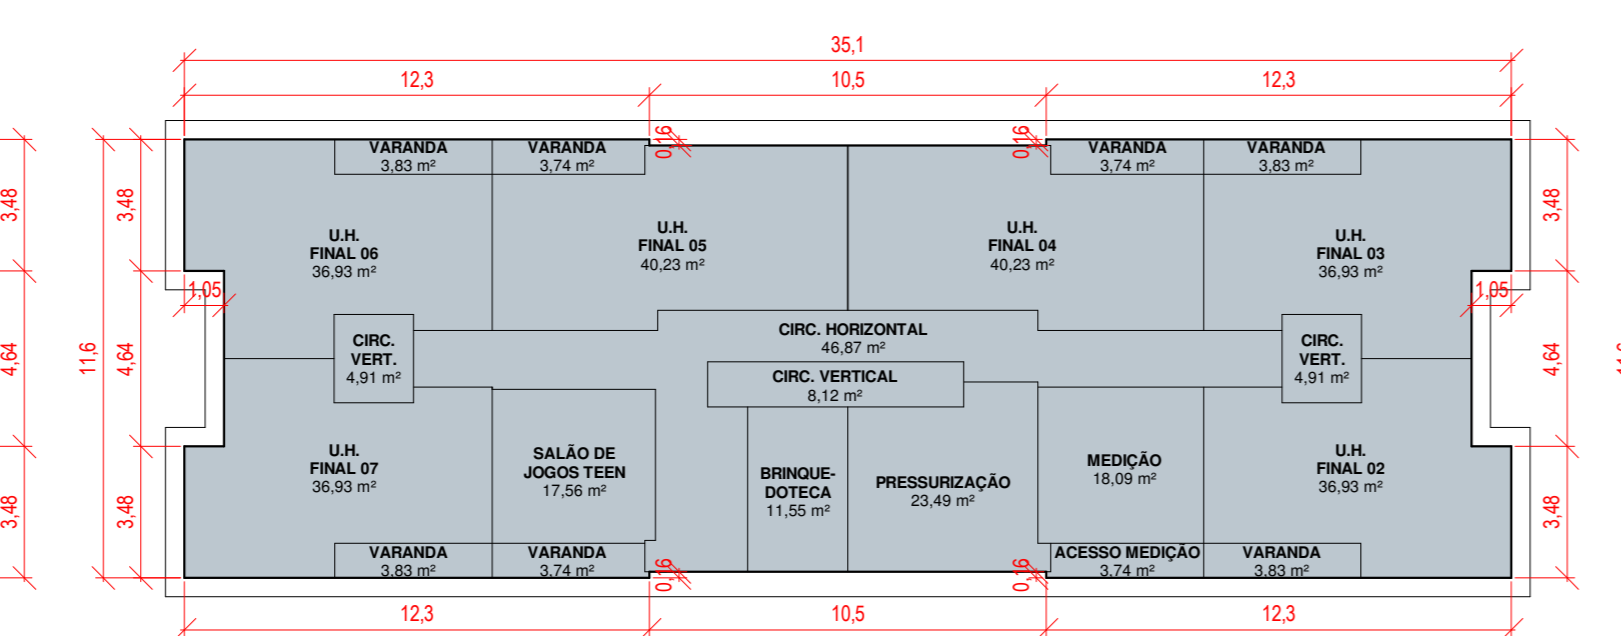 35,1
12,3
10,5
12,3
VARANDA
3,83 m²
VARANDA
3,74 m²
0,16
0,16
VARANDA
3,74 m²
VARANDA
3,83 m²
3,48
3,48
3,48
U.H.
FINAL 06
36,93 m²
U.H.
FINAL 05
40,23 m²
U.H.
FINAL 04
40,23 m²
U.H.
FINAL 03
36,93 m²
1,05
1,05
4,64
11,6
4,64
CIRC.
VERT.
4,91 m²
CIRC. HORIZONTAL
46,87 m²
CIRC. VERTICAL
8,12 m²
CIRC.
VERT.
4,91 m²
4,64
U.H.
FINAL 07
36,93 m²
SALÃO DE
JOGOS TEEN
17,56 m²
BRINQUE-
DOTECA
11,55 m²
PRESSURIZAÇÃO
23,49 m²
MEDIÇÃO
18,09 m²
U.H.
FINAL 02
36,93 m²
3,48
3,48
3,48
VARANDA
3,83 m²
VARANDA
3,74 m²
0,16
0,16
ACESSO MEDIÇÃO
3,74 m²
VARANDA
3,83 m²
12,3
10,5
12,3